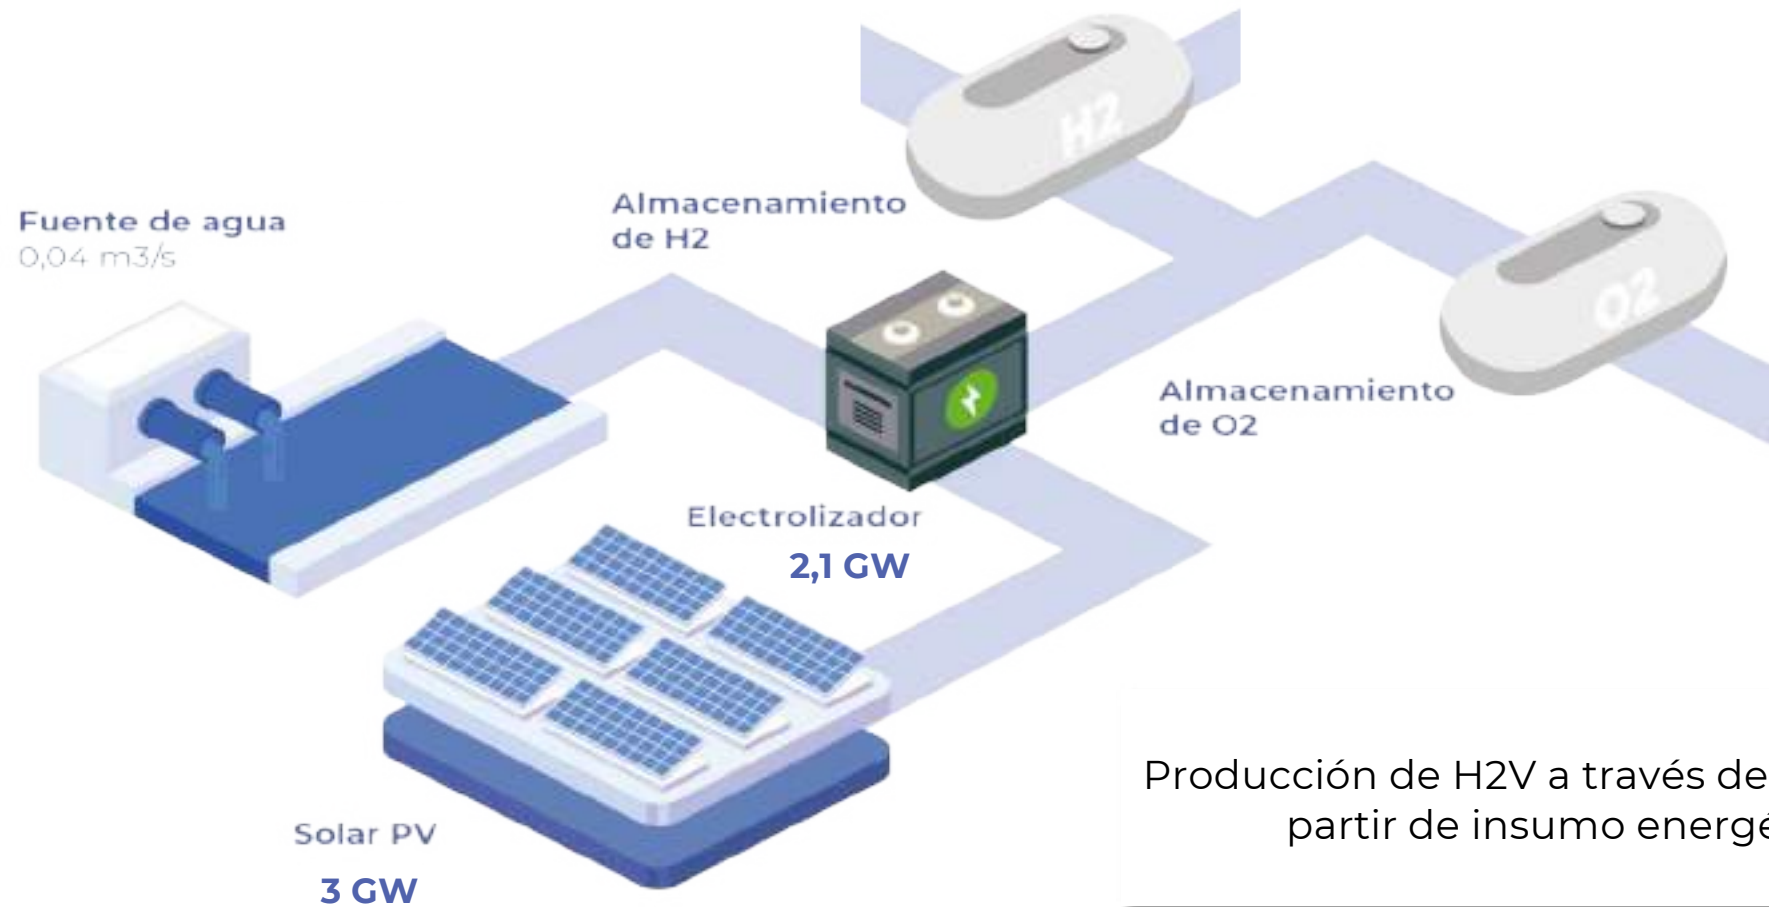 H2
Almacenamiento
de H2
Fuente de agua
0,04 m3/s
O2
Almacenamiento
de O2
Electrolizador
2,1 GW
Solar PV
3 GW
Producción de H2V a través de
partir de insumo energé